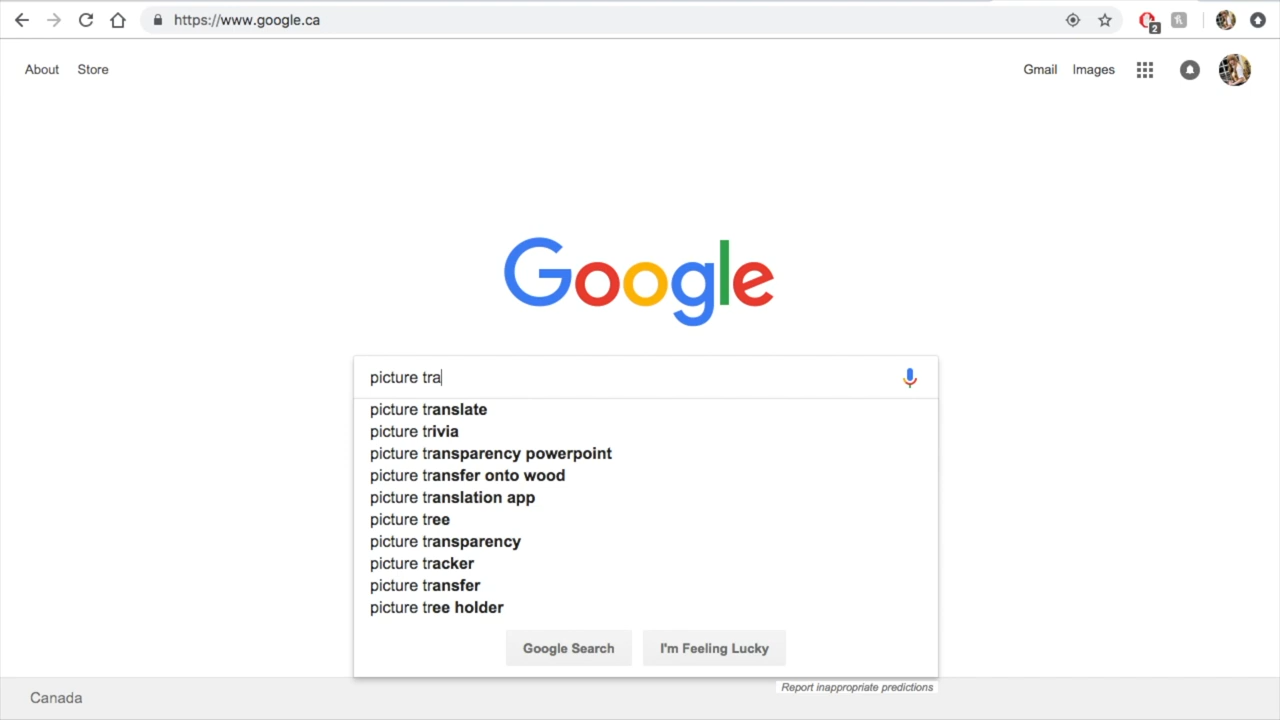 https://www.google.ca
2
About Store Gmail Images
Google
picture tra
picture translate
picture trivia
picture transparency powerpoint
picture transfer onto wood
picture translation app
picture tree
picture transparency
picture tracker
picture transfer
picture tree holder
Google Search I'm Feeling Lucky
Report inappropriate predictions
Canada